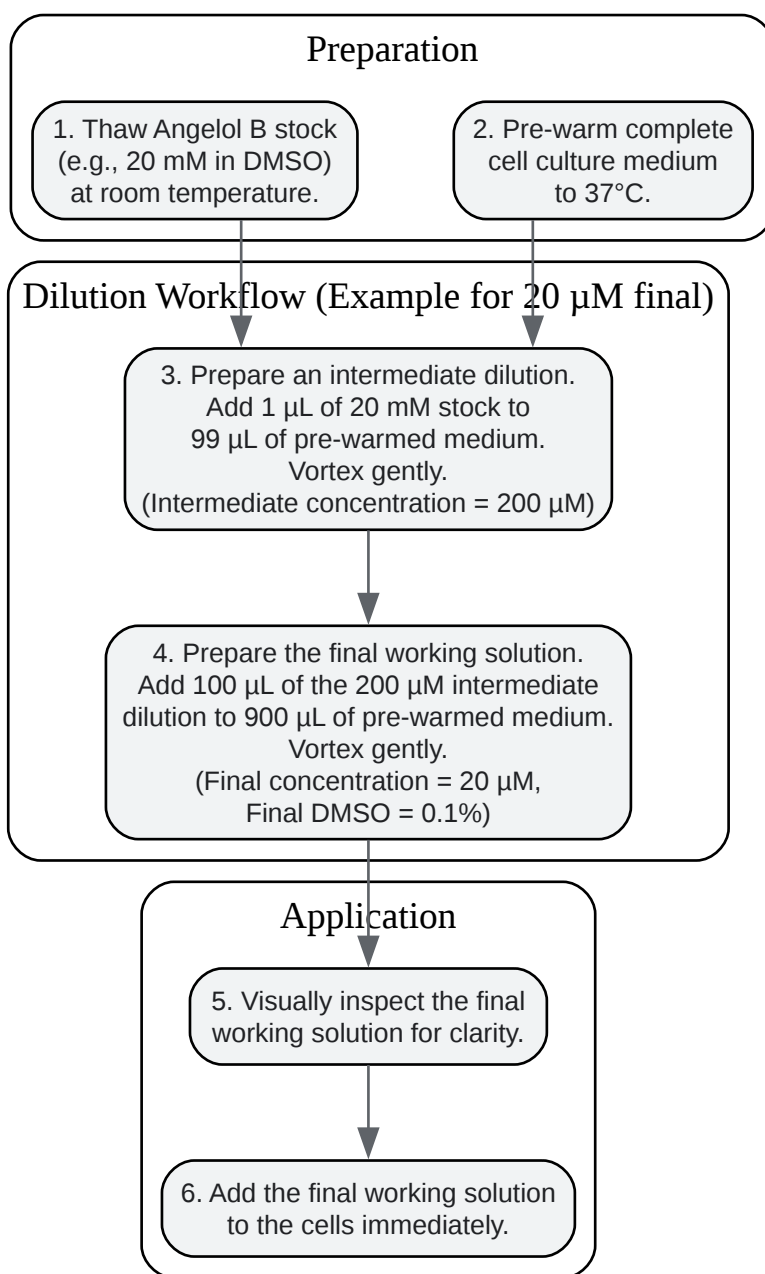 Preparation
1. Thaw Angelol B stock
(e.g., 20 mM in DMSO)
at room temperature.
2. Pre-warm complete
cell culture medium
to 37°C.
Dilution Workflow (Example for 20 µM final)
3. Prepare an intermediate dilution.
Add 1 µL of 20 mM stock to
99 µL of pre-warmed medium.
Vortex gently.
(Intermediate concentration = 200 µM)
4. Prepare the final working solution.
Add 100 µL of the 200 µM intermediate
dilution to 900 µL of pre-warmed medium.
Vortex gently.
(Final concentration = 20 µM,
Final DMSO = 0.1%)
Application
5. Visually inspect the final
working solution for clarity.
6. Add the final working solution
to the cells immediately.